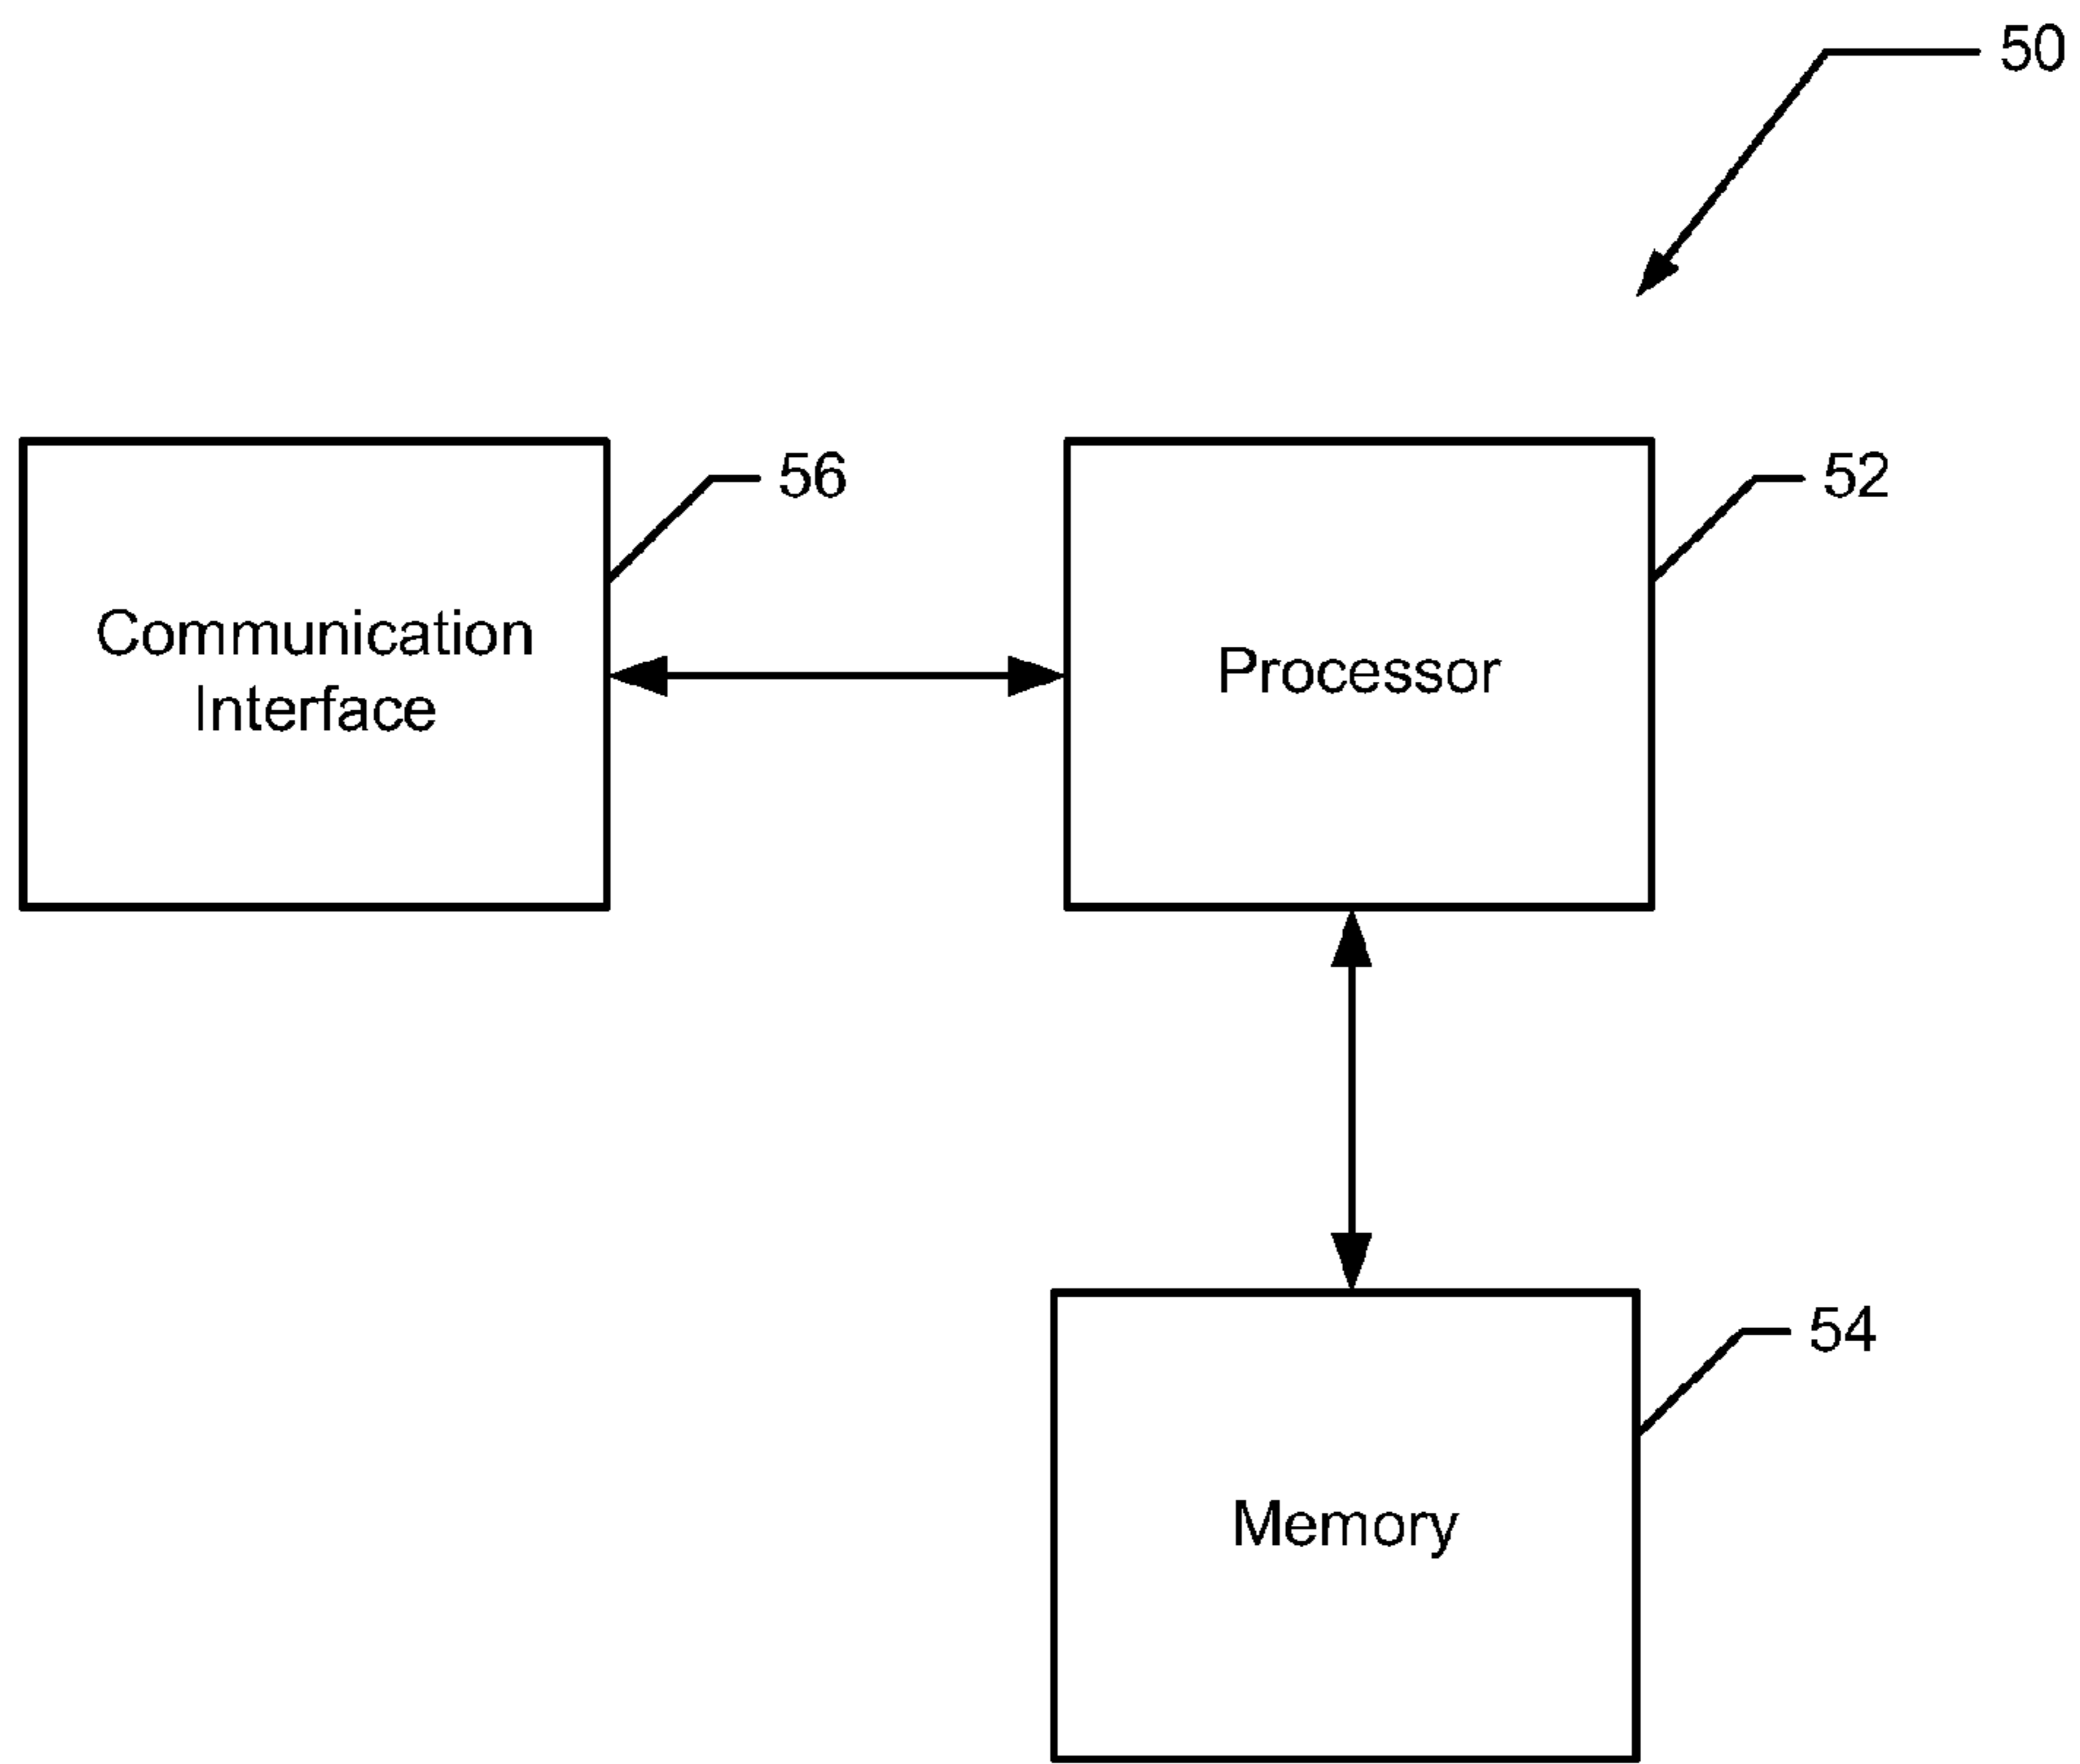 50
56
52
Communication
Interface
Processor
54
Memory